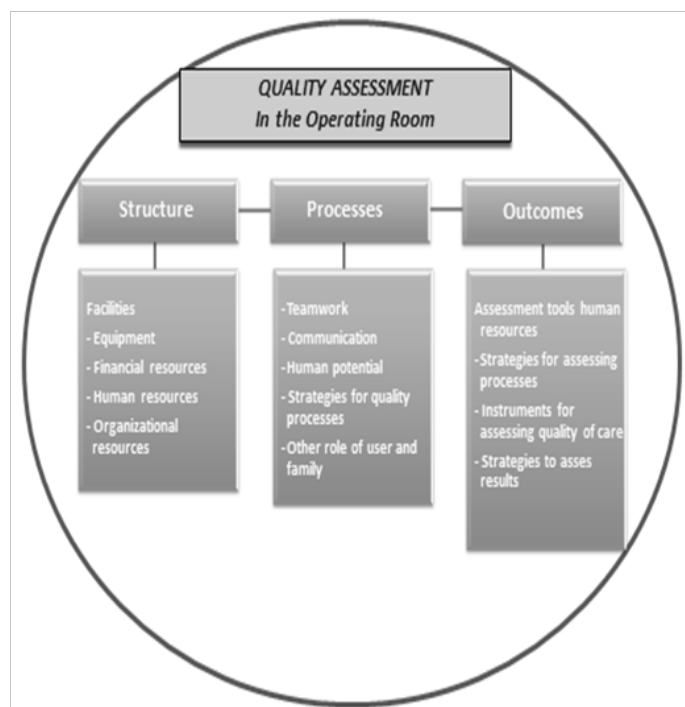 QUALITY ASSESSMENT
In the Operating Room
Structure
Processes
Outcomes
Facilities
- Equipment
- Financial resources
- Human resources
- Organizational
resources
- Teamwork
- Communication
- Human potential
- Strategies for quality
processes
- Other role of user and
family
Assessment tools human
resources
- Strategies for assessing
processes
- Instruments for
assessing quality of care
- Strategies to asses
results